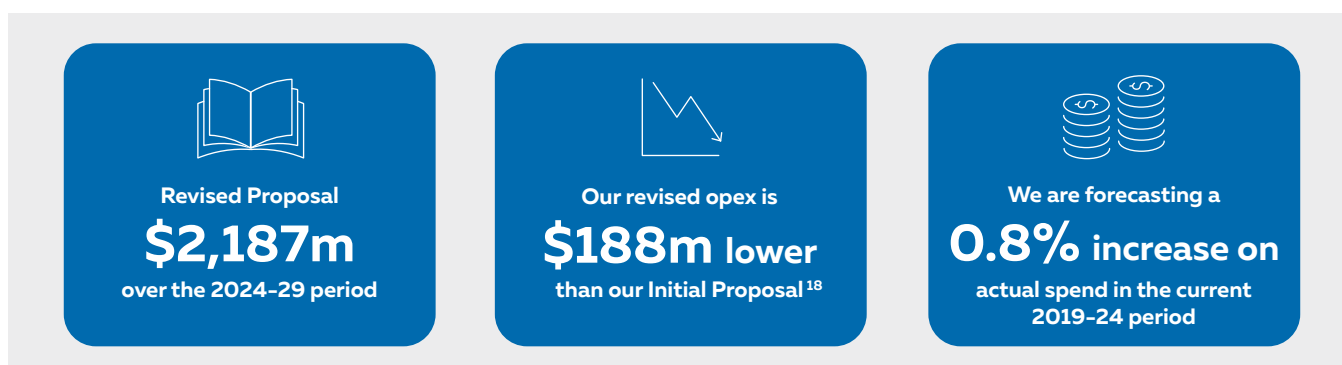 Revised Proposal
$2,187m
over the 2024-29 period
Our revised opex is
$188m lower
than our Initial Proposal 18
We are forecasting a
0.8% increase on
actual spend in the current
2019-24 period